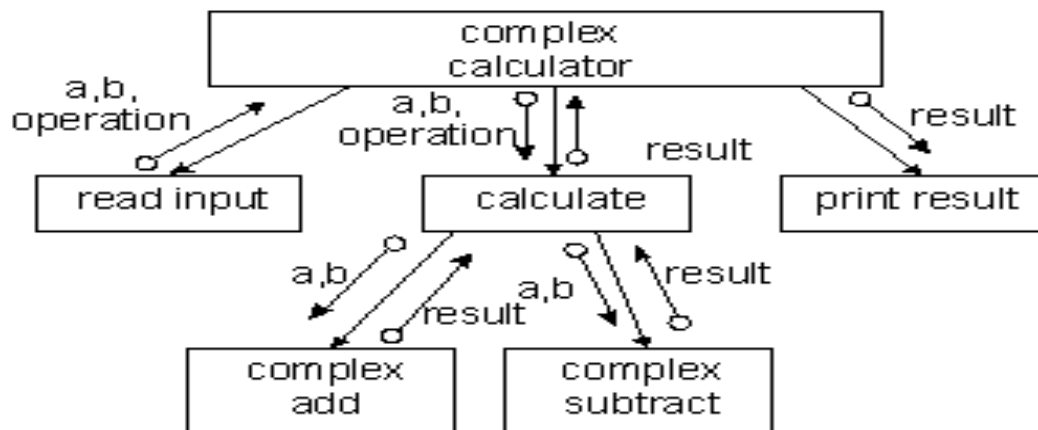 complex
calculator
a,b,
operation
a,b,
operation
result
result
read input
calculate
print result
a,b
result
a,b
result
complex
add
complex
subtract